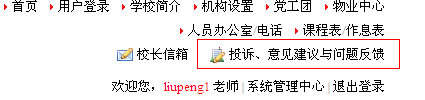 首页 用户登录 学校简介 机构设置 党工团 物业中心
人员办公室/电话 课程表/作息表
校长信箱 投诉、意见建议与问题反馈
欢迎您，liupeng1 老师 | 系统管理中心 | 退出登录